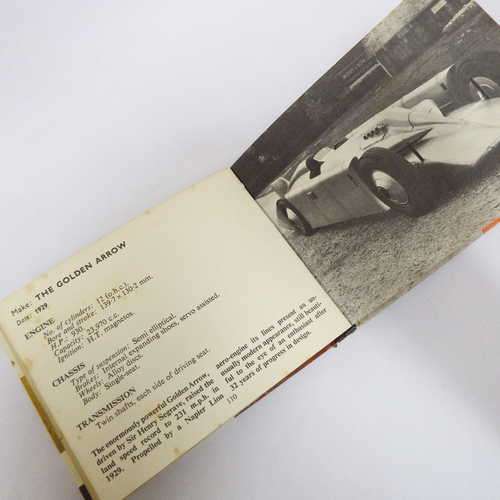 Make: THE GOLDEN ARROW
Date: 1929
ENGINE
No. of cylinders: 12 (o.h.c.).
Bore and stroke: 139·7 × 130·2 mm.
H.P.: 930.
Capacity: 23,970 c.c.
Ignition: H.T. magnetos.
CHASSIS
Type of suspension: Semi elliptical.
Brakes: Internal expanding shoes, servo assisted.
Wheels: Alloy discs.
Body: Single-seat.
TRANSMISSION
Twin shafts, each side of driving seat.
The enormously powerful Golden Arrow,
driven by Sir Henry Segrave, raised the
land speed record to 231 m.p.h. in
1929. Propelled by a Napier Lion
aero-engine its lines present an un-
usually modern appearance, still beauti-
ful to the eye of an enthusiast after
32 years of progress in design.
110